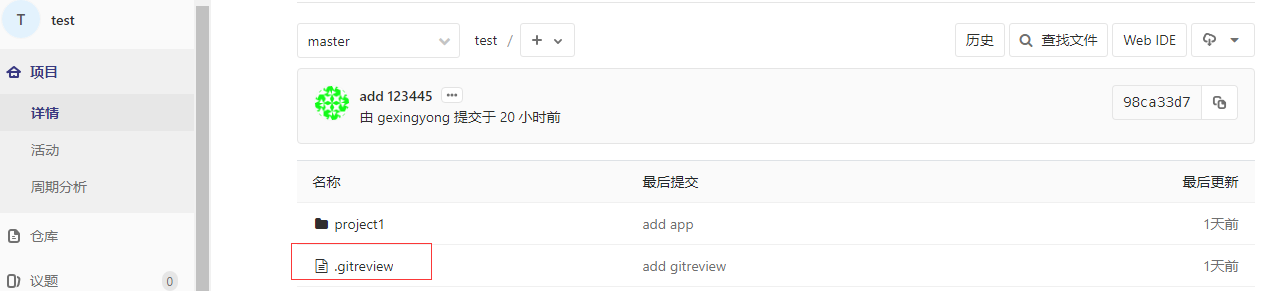 T test
项目
详情
活动
周期分析
仓库
议题 0
master test / +
历史 查找文件 Web IDE
add 123445 •••
由 gexingyong 提交于 20 小时前
98ca33d7
名称 最后提交 最后更新
project1 add app 1天前
.gitreview add gitreview 1天前